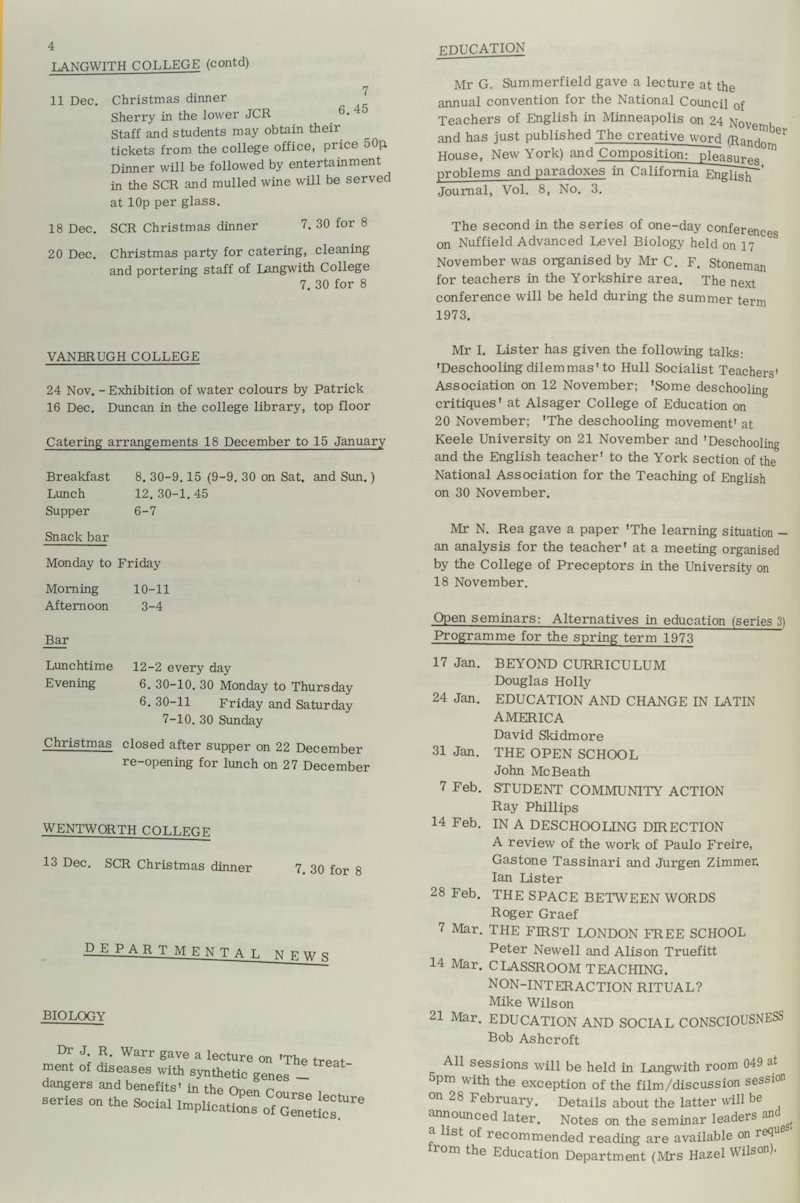 4
LANGWITH COLLEGE (contd)
11 Dec. Christmas dinner 7
Sherry in the lower JCR 6.45
Staff and students may obtain their
tickets from the college office, price 50p
Dinner will be followed by entertainment
in the SCR and mulled wine will be served
at 10p per glass.
18 Dec. SCR Christmas dinner 7.30 for 8
20 Dec. Christmas party for catering, cleaning
and portering staff of Langwith College
7.30 for 8
VANBRUGH COLLEGE
24 Nov. - Exhibition of water colours by Patrick
16 Dec. Duncan in the college library, top floor
Catering arrangements 18 December to 15 January
Breakfast 8.30-9.15 (9-9.30 on Sat. and Sun.)
Lunch 12.30-1.45
Supper 6-7
Snack bar
Monday to Friday
Morning 10-11
Afternoon 3-4
Bar
Lunchtime 12-2 every day
Evening 6.30-10.30 Monday to Thursday
6.30-11 Friday and Saturday
7-10.30 Sunday
Christmas closed after supper on 22 December
re-opening for lunch on 27 December
WENTWORTH COLLEGE
13 Dec. SCR Christmas dinner 7.30 for 8
DEPARTMENTAL NEWS
BIOLOGY
Dr J. R. Warr gave a lecture on 'The treat-
ment of diseases with synthetic genes —
dangers and benefits' in the Open Course lecture
series on the Social Implications of Genetics.
EDUCATION
Mr G. Summerfield gave a lecture at the
annual convention for the National Council of
Teachers of English in Minneapolis on 24 November
and has just published The creative word (Random
House, New York) and Composition: pleasures,
problems and paradoxes in California English
Journal, Vol. 8, No. 3.
The second in the series of one-day conferences
on Nuffield Advanced Level Biology held on 17
November was organised by Mr C. F. Stoneman
for teachers in the Yorkshire area. The next
conference will be held during the summer term
1973.
Mr I. Lister has given the following talks:
'Deschooling dilemmas' to Hull Socialist Teachers'
Association on 12 November; 'Some deschooling
critiques' at Alsager College of Education on
20 November; 'The deschooling movement' at
Keele University on 21 November and 'Deschooling
and the English teacher' to the York section of the
National Association for the Teaching of English
on 30 November.
Mr N. Rea gave a paper 'The learning situation —
an analysis for the teacher' at a meeting organised
by the College of Preceptors in the University on
18 November.
Open seminars: Alternatives in education (series 3)
Programme for the spring term 1973
17 Jan. BEYOND CURRICULUM
Douglas Holly
24 Jan. EDUCATION AND CHANGE IN LATIN
AMERICA
David Skidmore
31 Jan. THE OPEN SCHOOL
John McBeath
7 Feb. STUDENT COMMUNITY ACTION
Ray Phillips
14 Feb. IN A DESCHOOLING DIRECTION
A review of the work of Paulo Freire,
Gastone Tassinari and Jurgen Zimmer.
Ian Lister
28 Feb. THE SPACE BETWEEN WORDS
Roger Graef
7 Mar. THE FIRST LONDON FREE SCHOOL
Peter Newell and Alison Truefitt
14 Mar. CLASSROOM TEACHING.
NON-INTERACTION RITUAL?
Mike Wilson
21 Mar. EDUCATION AND SOCIAL CONSCIOUSNESS
Bob Ashcroft
All sessions will be held in Langwith room 049 at
5pm with the exception of the film/discussion session
on 28 February. Details about the latter will be
announced later. Notes on the seminar leaders and
a list of recommended reading are available on request
from the Education Department (Mrs Hazel Wilson).